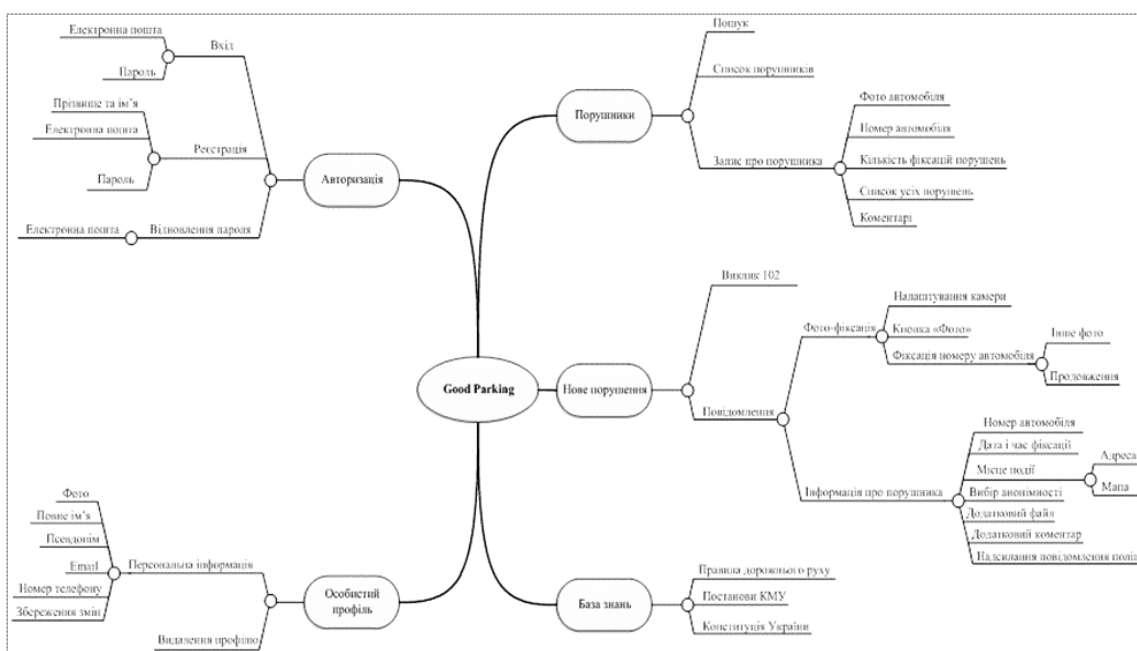 Електронна пошта
Вхід
Пароль
Прізвище та ім’я
Електронна пошта
Реєстрація
Пароль
Авторизація
Електронна пошта
Відновлення пароля
Пошук
Список порушників
Порушники
Запис про порушника
Фото автомобіля
Номер автомобіля
Кількість фіксацій порушень
Список усіх порушень
Коментарі
Good Parking
Виклик 102
Нове порушення
Повідомлення
Фото-фіксація
Налаштування камери
Кнопка «Фото»
Фіксація номеру автомобіля
Інше фото
Продовження
Інформація про порушника
Номер автомобіля
Дата і час фіксації
Місце події
Адреса
Мапа
Вибір анонімності
Додатковий файл
Додатковий коментар
Надсилання повідомлення
Фото
Повне ім’я
Псевдонім
Email
Номер телефону
Збереження змін
Персональна інформація
Видалення профілю
Особистий
профіль
База знань
Правила дорожнього руху
Постанови КМУ
Конституція України